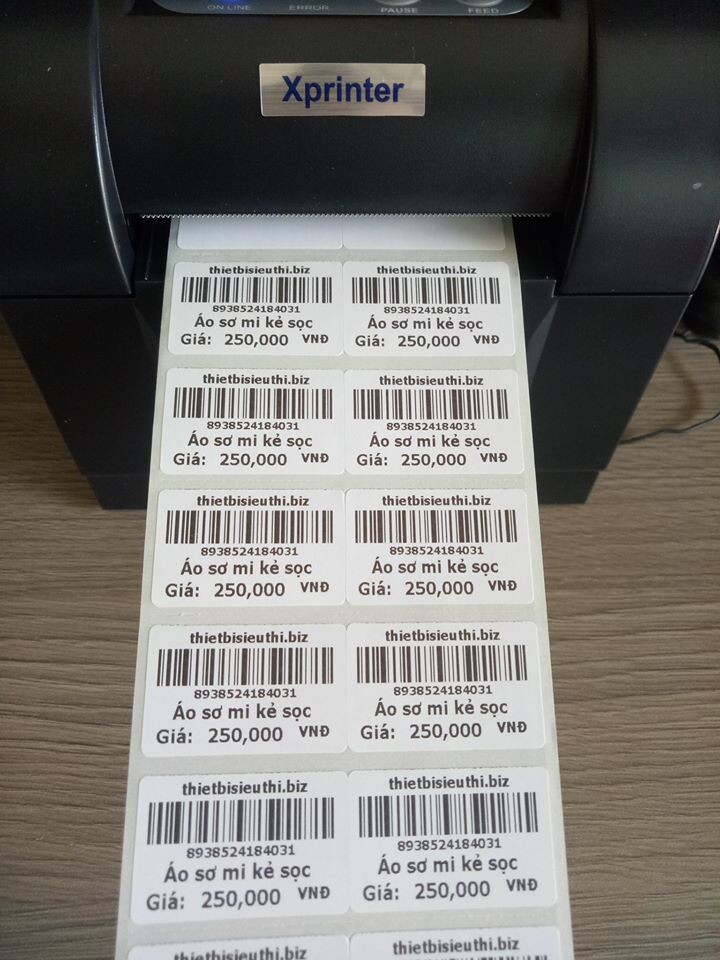 ON LINE ERROR PAUSE FEED
Xprinter
thietbisieuthi.biz thietbisieuthi.biz
8938524184031 8938524184031
Áo sơ mi kẻ sọc Áo sơ mi kẻ sọc
Giá: 250,000 VNĐ Giá: 250,000 VNĐ
thietbisieuthi.biz thietbisieuthi.biz
8938524184031 8938524184031
Áo sơ mi kẻ sọc Áo sơ mi kẻ sọc
Giá: 250,000 VNĐ Giá: 250,000 VNĐ
thietbisieuthi.biz thietbisieuthi.biz
8938524184031 8938524184031
Áo sơ mi kẻ sọc Áo sơ mi kẻ sọc
Giá: 250,000 VNĐ Giá: 250,000 VNĐ
thietbisieuthi.biz thietbisieuthi.biz
8938524184031 8938524184031
Áo sơ mi kẻ sọc Áo sơ mi kẻ sọc
Giá: 250,000 VNĐ Giá: 250,000 VNĐ
thietbisieuthi.biz thietbisieuthi.biz
8938524184031 8938524184031
Áo sơ mi kẻ sọc Áo sơ mi kẻ sọc
Giá: 250,000 VNĐ Giá: 250,000 VNĐ
thietbisieuthi.biz thietbisieuthi.biz